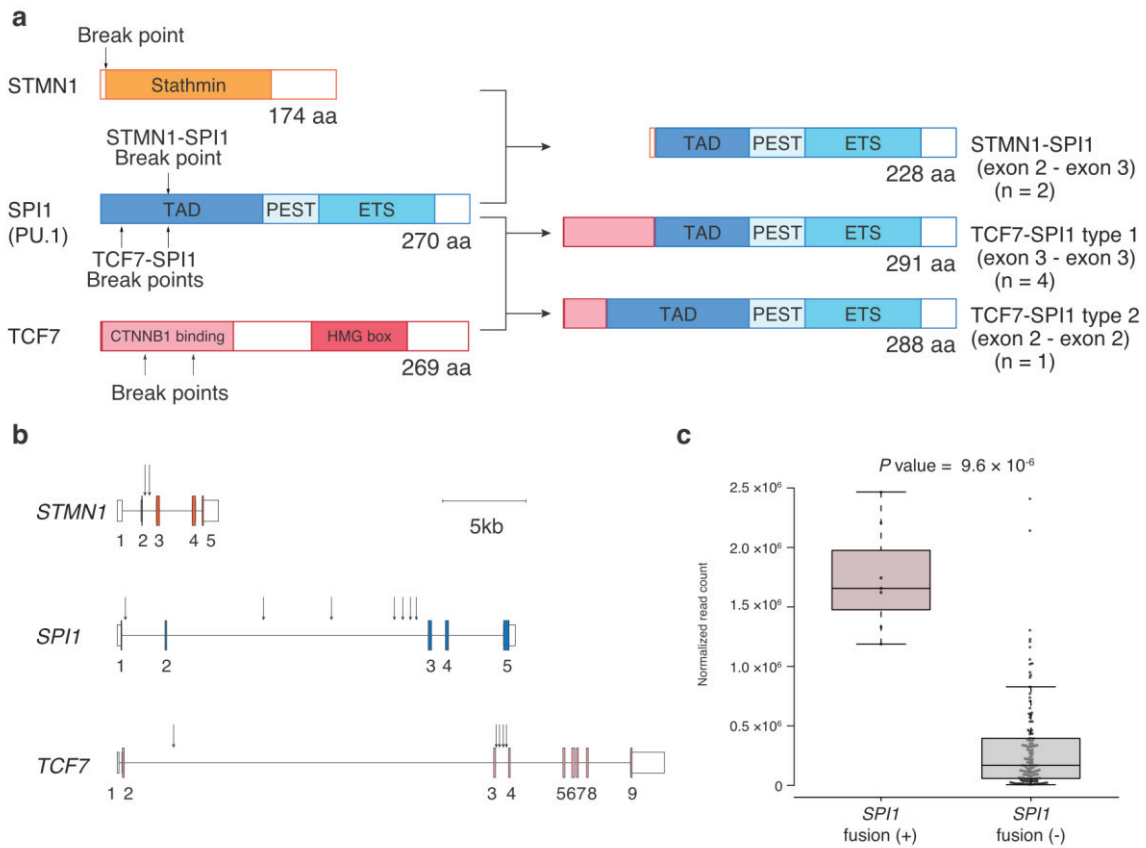 a
Break point
STMN1
Stathmin
174 aa
STMN1-SPI1
Break point
SPI1
(PU.1)
TAD
PEST
ETS
270 aa
TCF7-SPI1
Break points
TCF7
CTNNB1 binding
HMG box
269 aa
Break points
TAD
PEST
ETS
228 aa
STMN1-SPI1
(exon 2 - exon 3)
(n = 2)
TAD
PEST
ETS
291 aa
TCF7-SPI1 type 1
(exon 3 - exon 3)
(n = 4)
TAD
PEST
ETS
288 aa
TCF7-SPI1 type 2
(exon 2 - exon 2)
(n = 1)
b
STMN1
1 2 3 4 5
5kb
SPI1
1 2 3 4 5
TCF7
1 2 3 4 5678 9
c
P value = 9.6 × 10⁻⁶
Normalized read count
2.5 ×10⁶
2.0 ×10⁶
1.5 ×10⁶
1.0 ×10⁶
0.5 ×10⁶
0
SPI1
fusion (+)
SPI1
fusion (-)